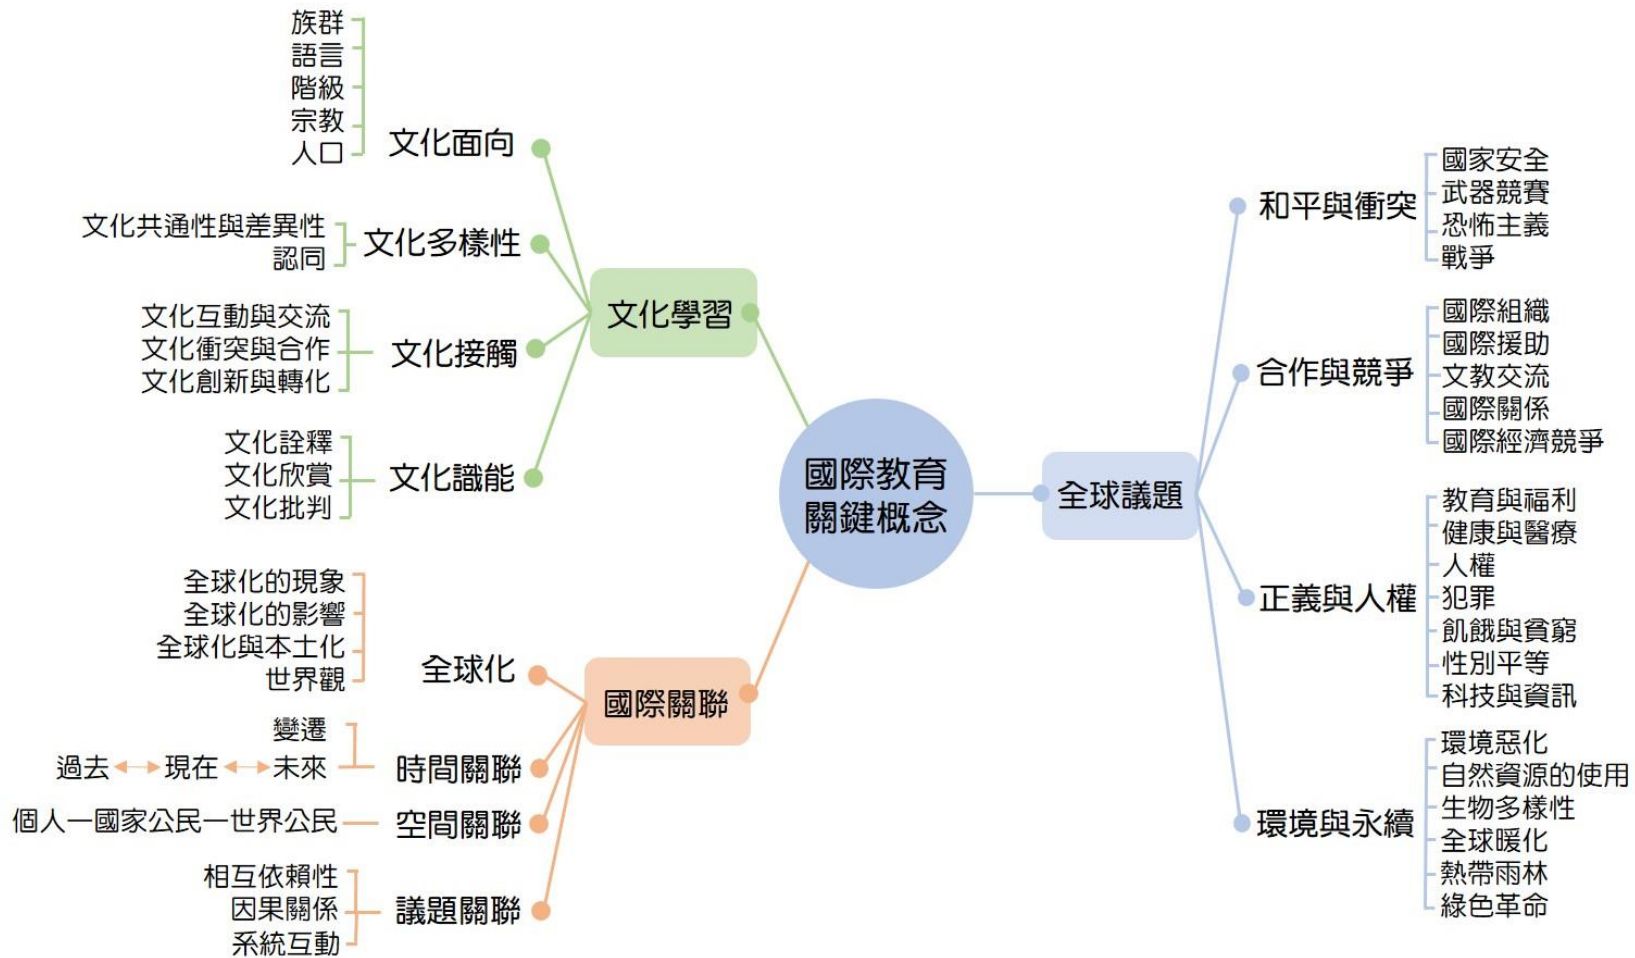 國際教育
關鍵概念
文化學習
文化面向
族群
語言
階級
宗教
人口
文化多樣性
文化共通性與差異性
認同
文化接觸
文化互動與交流
文化衝突與合作
文化創新與轉化
文化識能
文化詮釋
文化欣賞
文化批判
國際關聯
全球化
全球化的現象
全球化的影響
全球化與本土化
世界觀
時間關聯
變遷
過去 現在 未來
空間關聯
個人—國家公民—世界公民
議題關聯
相互依賴性
因果關係
系統互動
全球議題
和平與衝突
國家安全
武器競賽
恐怖主義
戰爭
合作與競爭
國際組織
國際援助
文教交流
國際關係
國際經濟競爭
正義與人權
教育與福利
健康與醫療
人權
犯罪
飢餓與貧窮
性別平等
科技與資訊
環境與永續
環境惡化
自然資源的使用
生物多樣性
全球暖化
熱帶雨林
綠色革命